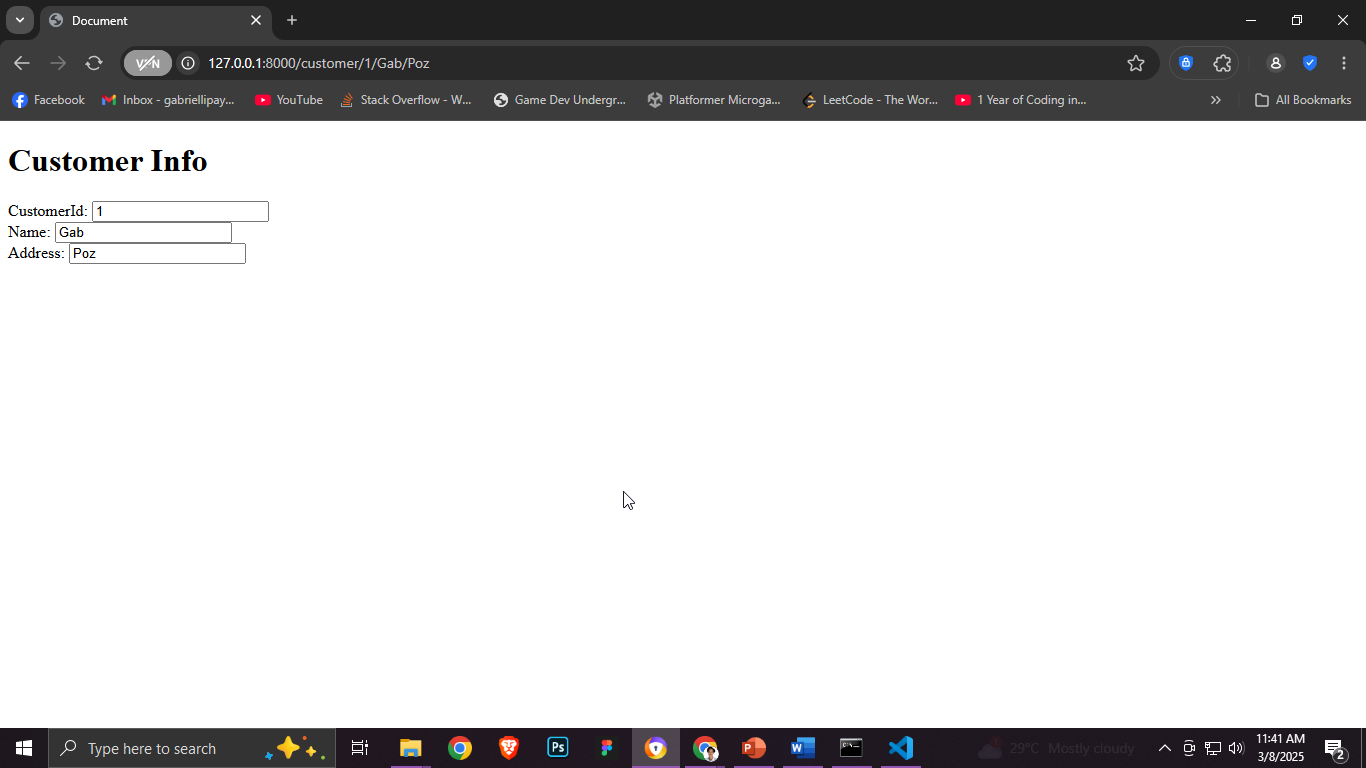 Document
VPN
127.0.0.1:8000/customer/1/Gab/Poz
Facebook
Inbox - gabriellipay...
YouTube
Stack Overflow - W...
Game Dev Undergr...
Platformer Microga...
LeetCode - The Wor...
1 Year of Coding in...
All Bookmarks
Customer Info
CustomerId: 1
Name: Gab
Address: Poz
Type here to search
Ps
29°C Mostly cloudy
11:41 AM
3/8/2025
2